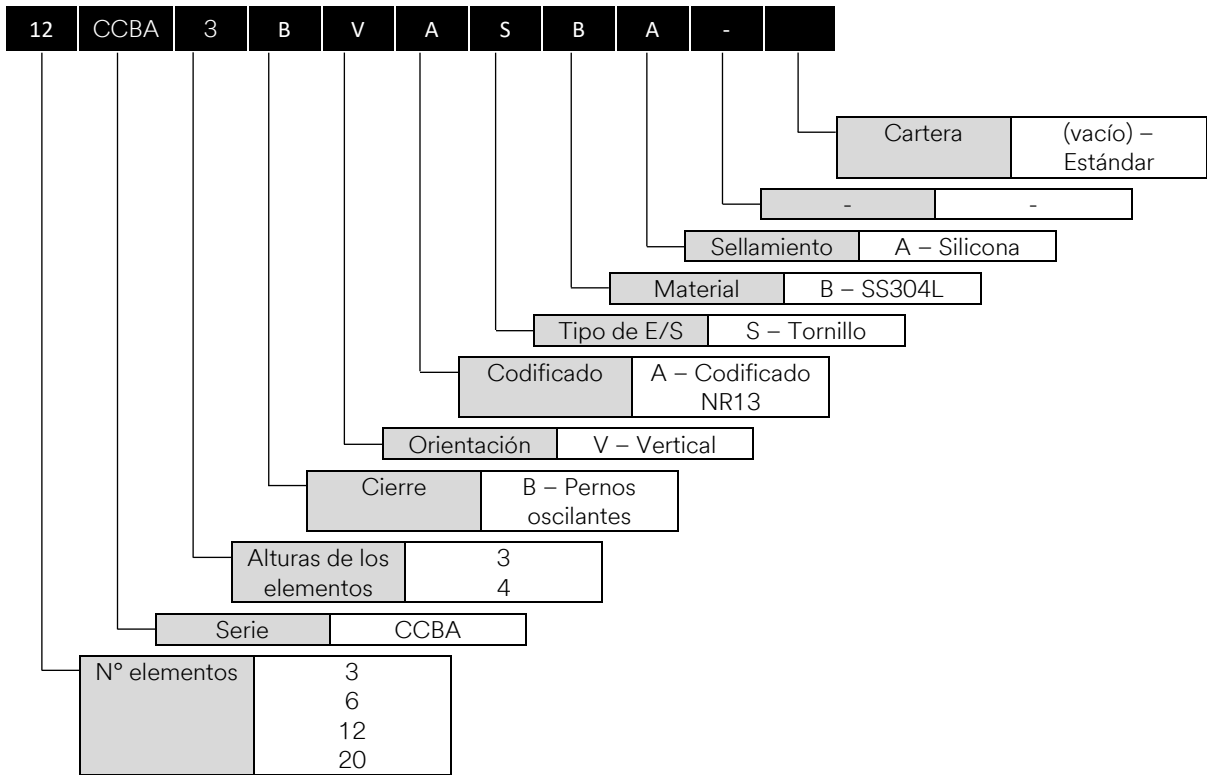 12 CCBA 3 B V A S B A -
Cartera (vacío) –
Estándar
- -
Sellamiento A – Silicona
Material B – SS304L
Tipo de E/S S – Tornillo
Codificado A – Codificado
NR13
Orientación V – Vertical
Cierre B – Pernos
oscilantes
Alturas de los 3
elementos 4
Serie CCBA
N° elementos 3
6
12
20